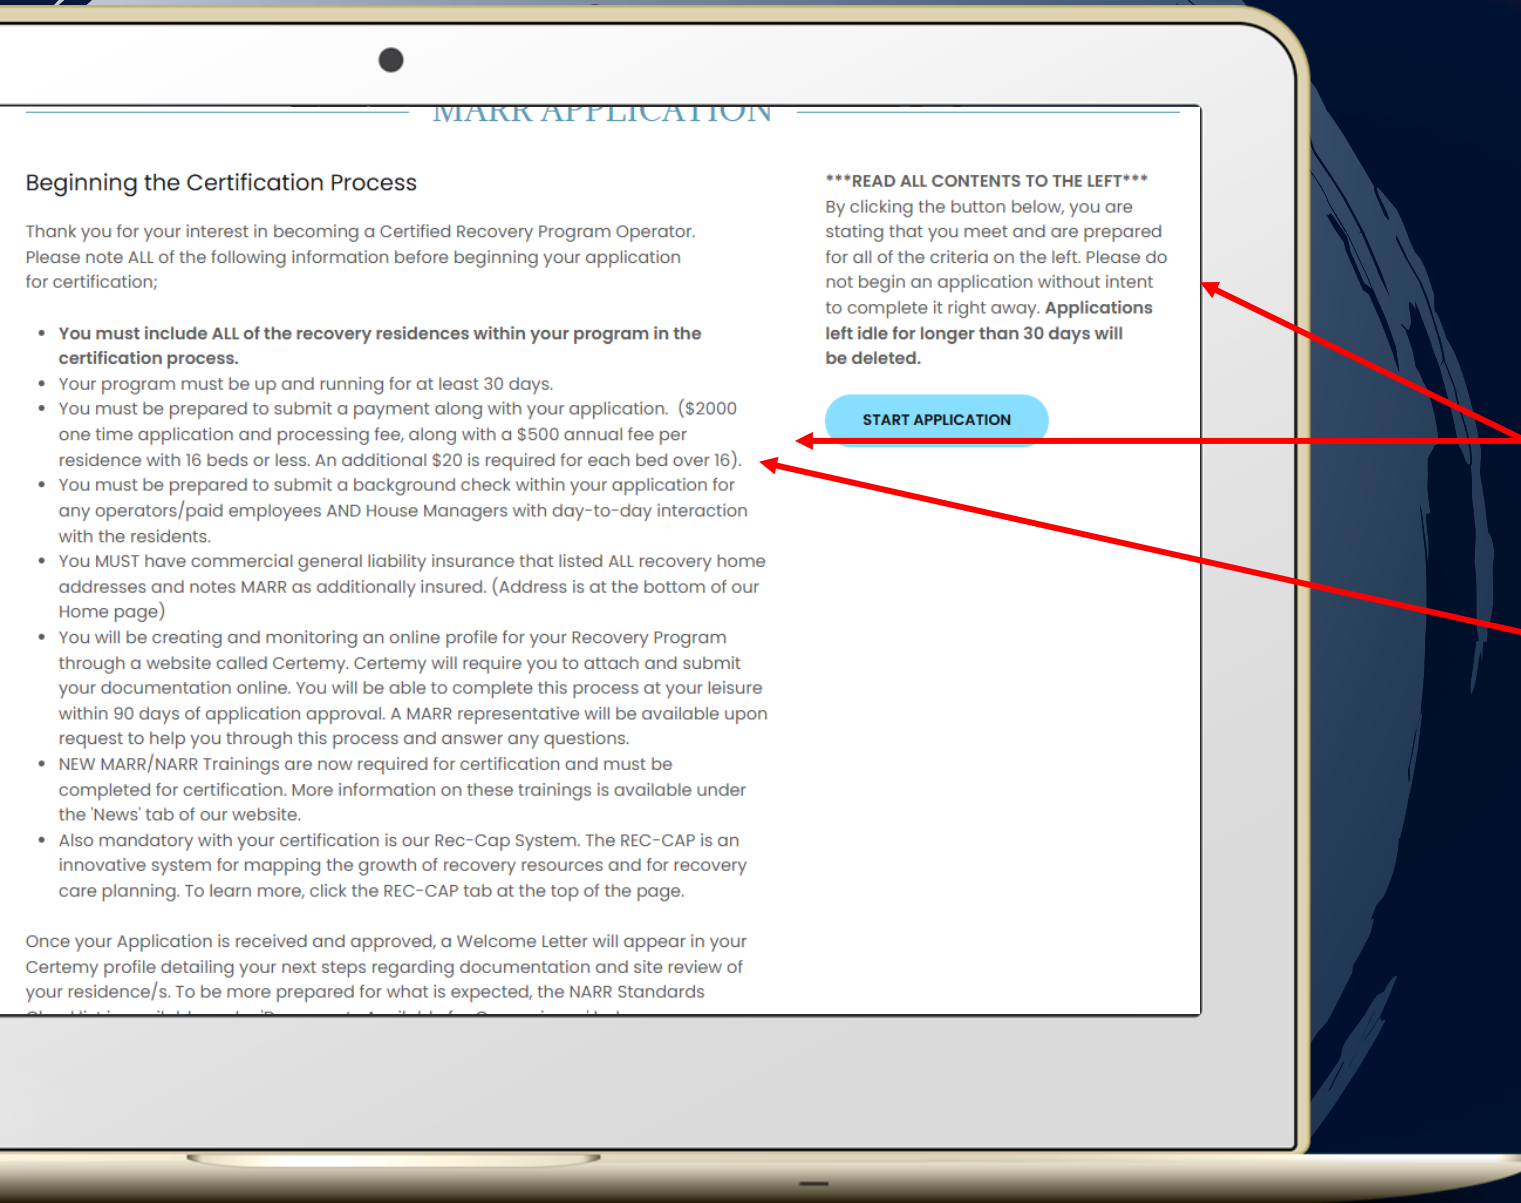 MARR APPLICATION
Beginning the Certification Process
Thank you for your interest in becoming a Certified Recovery Program Operator.
Please note ALL of the following information before beginning your application
for certification;
• You must include ALL of the recovery residences within your program in the
certification process.
• Your program must be up and running for at least 30 days.
• You must be prepared to submit a payment along with your application. ($2000
one time application and processing fee, along with a $500 annual fee per
residence with 16 beds or less. An additional $20 is required for each bed over 16).
• You must be prepared to submit a background check within your application for
any operators/paid employees AND House Managers with day-to-day interaction
with the residents.
• You MUST have commercial general liability insurance that listed ALL recovery home
addresses and notes MARR as additionally insured. (Address is at the bottom of our
Home page)
• You will be creating and monitoring an online profile for your Recovery Program
through a website called Certemy. Certemy will require you to attach and submit
your documentation online. You will be able to complete this process at your leisure
within 90 days of application approval. A MARR representative will be available upon
request to help you through this process and answer any questions.
• NEW MARR/NARR Trainings are now required for certification and must be
completed for certification. More information on these trainings is available under
the 'News' tab of our website.
• Also mandatory with your certification is our Rec-Cap System. The REC-CAP is an
innovative system for mapping the growth of recovery resources and for recovery
care planning. To learn more, click the REC-CAP tab at the top of the page.
Once your Application is received and approved, a Welcome Letter will appear in your
Certemy profile detailing your next steps regarding documentation and site review of
your residence/s. To be more prepared for what is expected, the NARR Standards
***READ ALL CONTENTS TO THE LEFT***
By clicking the button below, you are
stating that you meet and are prepared
for all of the criteria on the left. Please do
not begin an application without intent
to complete it right away. Applications
left idle for longer than 30 days will
be deleted.
START APPLICATION